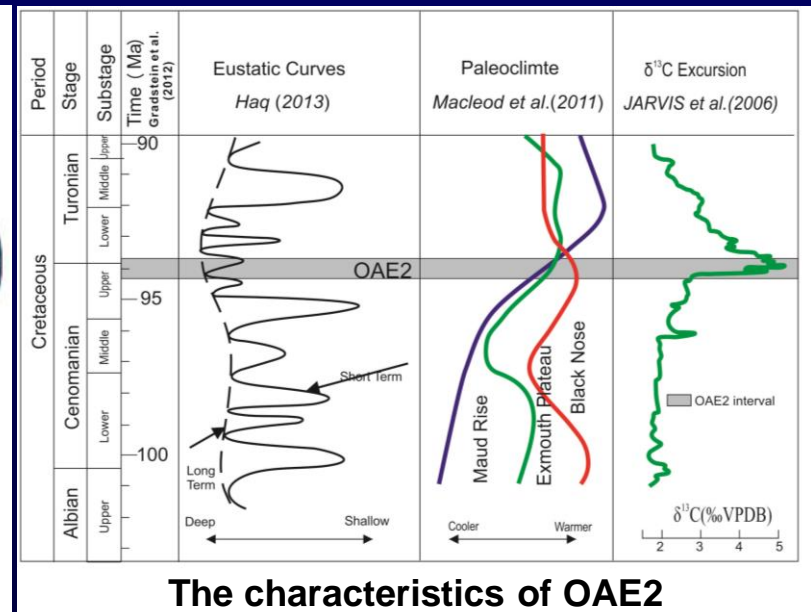 Period
Stage
Substage
Time ( Ma)
Gradstein et al.
(2012)
Eustatic Curves
Haq (2013)
Paleoclimte
Macleod et al.(2011)
δ13C Excursion
JARVIS et al.(2006)
Cretaceous
Turonian
Cenomanian
Albian
Upper
Middle
Lower
Upper
Middle
Lower
Upper
90
95
100
OAE2
Short Term
Long
Term
Deep
Shallow
Maud Rise
Exmouth Plateau
Black Nose
Cooler
Warmer
OAE2 interval
δ13C(‰VPDB)
2 3 4 5
The characteristics of OAE2